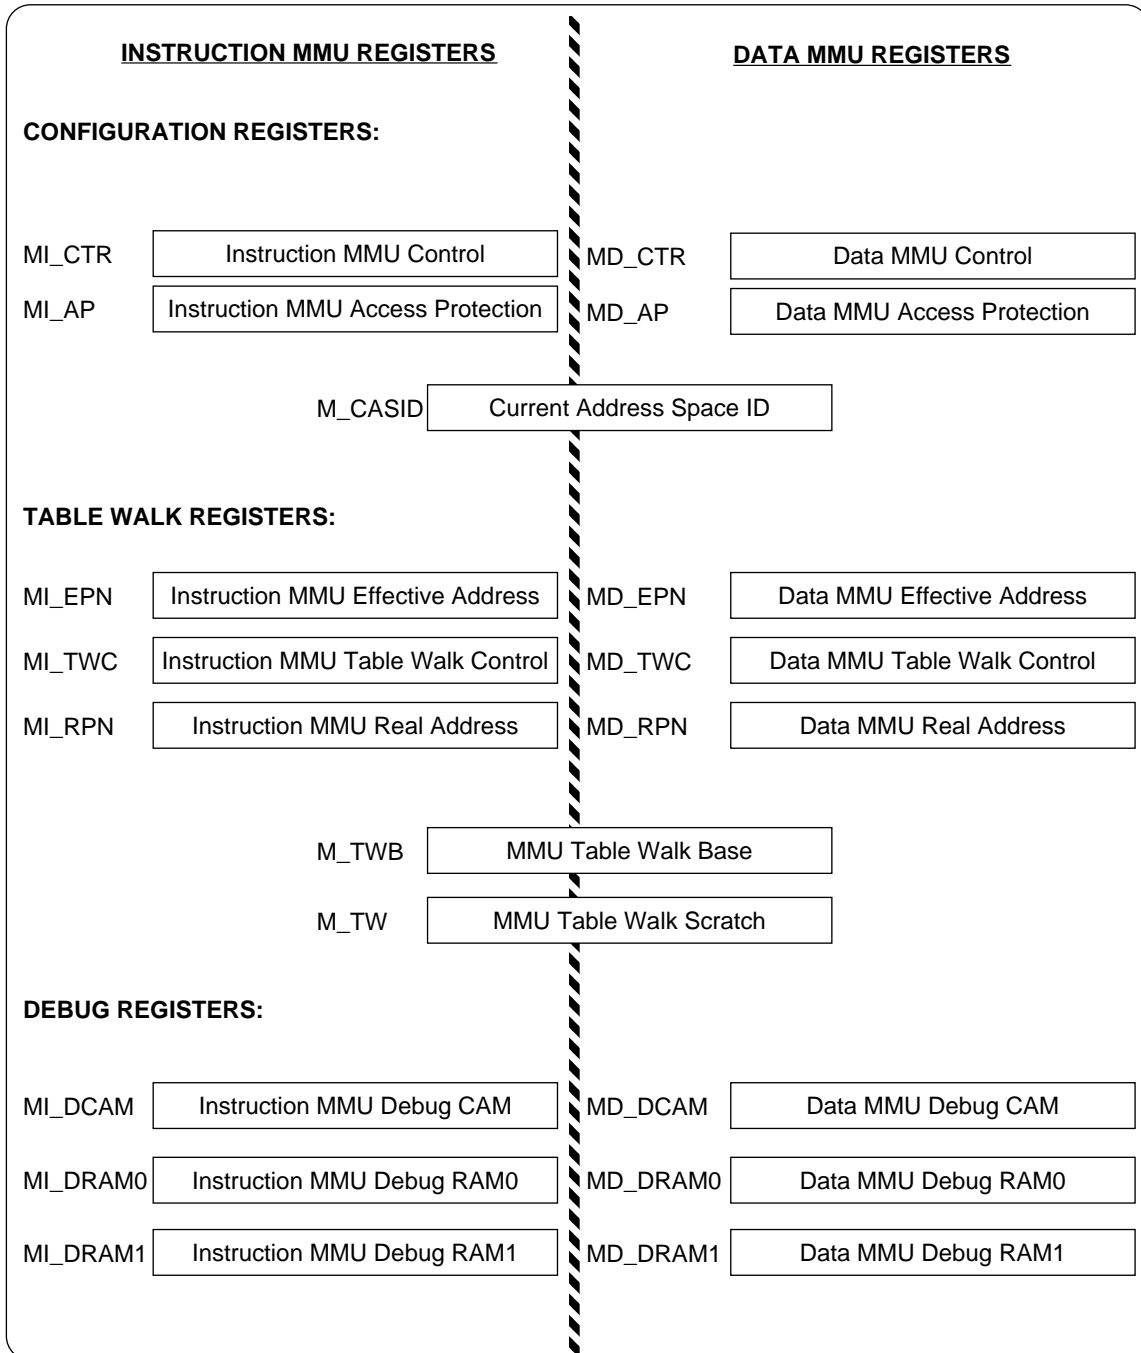 INSTRUCTION MMU REGISTERS DATA MMU REGISTERS
CONFIGURATION REGISTERS:
MI_CTR Instruction MMU Control MD_CTR Data MMU Control
MI_AP Instruction MMU Access Protection MD_AP Data MMU Access Protection
M_CASID Current Address Space ID
TABLE WALK REGISTERS:
MI_EPN Instruction MMU Effective Address MD_EPN Data MMU Effective Address
MI_TWC Instruction MMU Table Walk Control MD_TWC Data MMU Table Walk Control
MI_RPN Instruction MMU Real Address MD_RPN Data MMU Real Address
M_TWB MMU Table Walk Base
M_TW MMU Table Walk Scratch
DEBUG REGISTERS:
MI_DCAM Instruction MMU Debug CAM MD_DCAM Data MMU Debug CAM
MI_DRAM0 Instruction MMU Debug RAM0 MD_DRAM0 Data MMU Debug RAM0
MI_DRAM1 Instruction MMU Debug RAM1 MD_DRAM1 Data MMU Debug RAM1